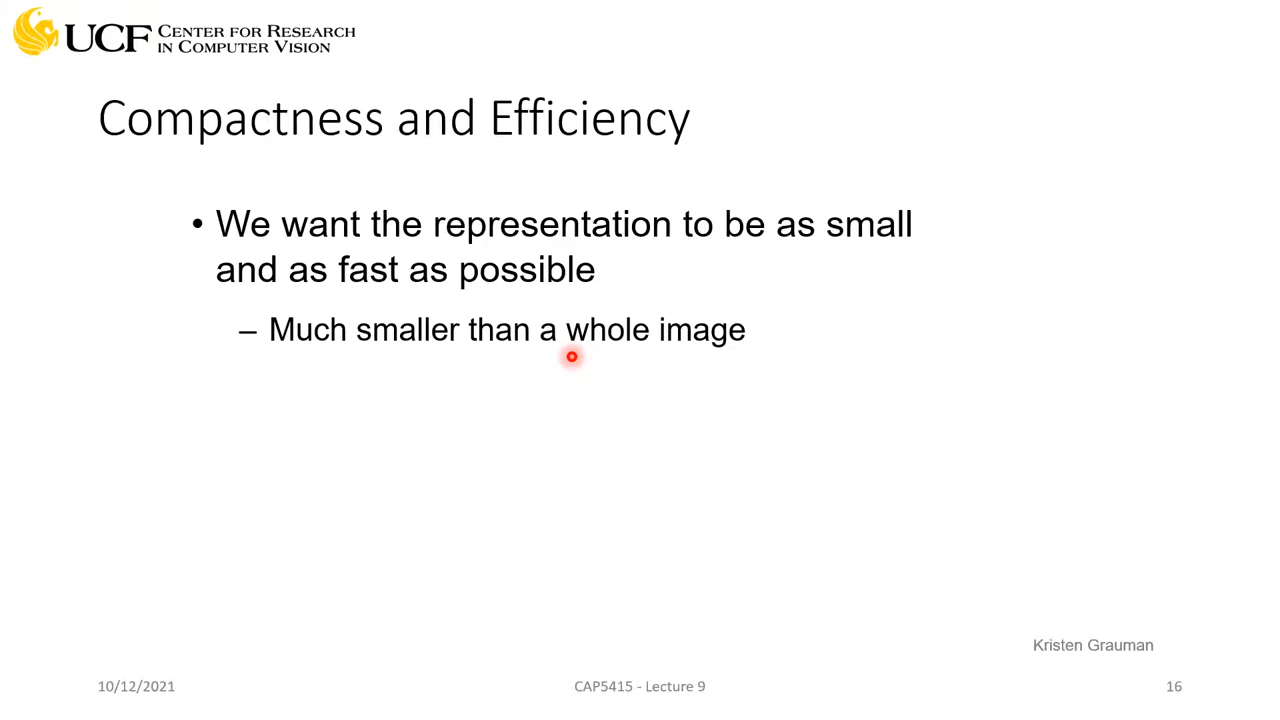 UCF CENTER FOR RESEARCH
IN COMPUTER VISION
Compactness and Efficiency
• We want the representation to be as small
and as fast as possible
– Much smaller than a whole image
Kristen Grauman
10/12/2021
CAP5415 - Lecture 9
16